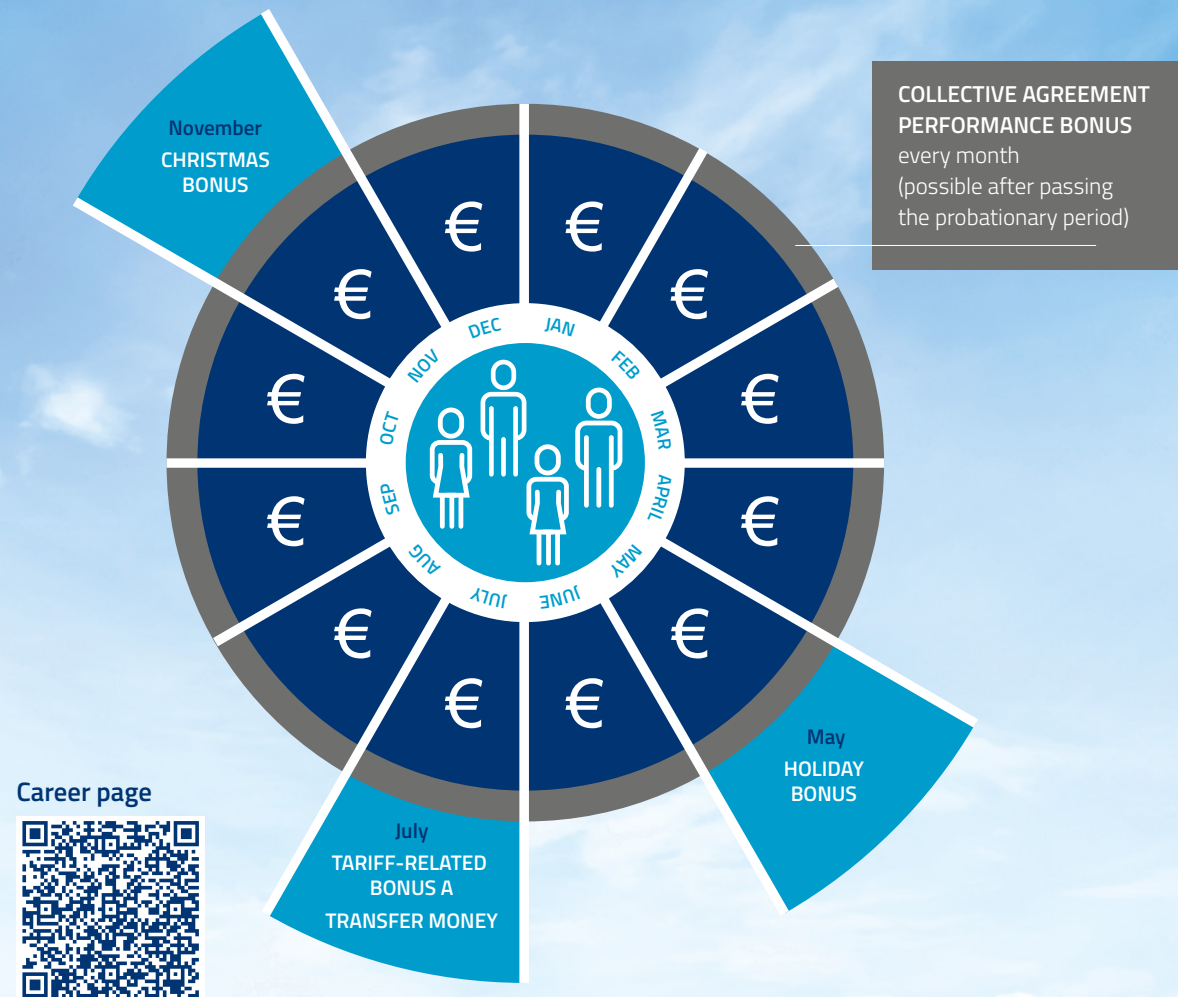 COLLECTIVE AGREEMENT
PERFORMANCE BONUS
every month
(possible after passing
the probationary period)
November
CHRISTMAS
BONUS
€
€
€
€
€
€
€
€
€
€
€
€
JAN
FEB
MAR
APRIL
MAY
JUNE
JULY
AUG
SEP
OCT
NOV
DEC
May
HOLIDAY
BONUS
July
TARIFF-RELATED
BONUS A
TRANSFER MONEY
Career page